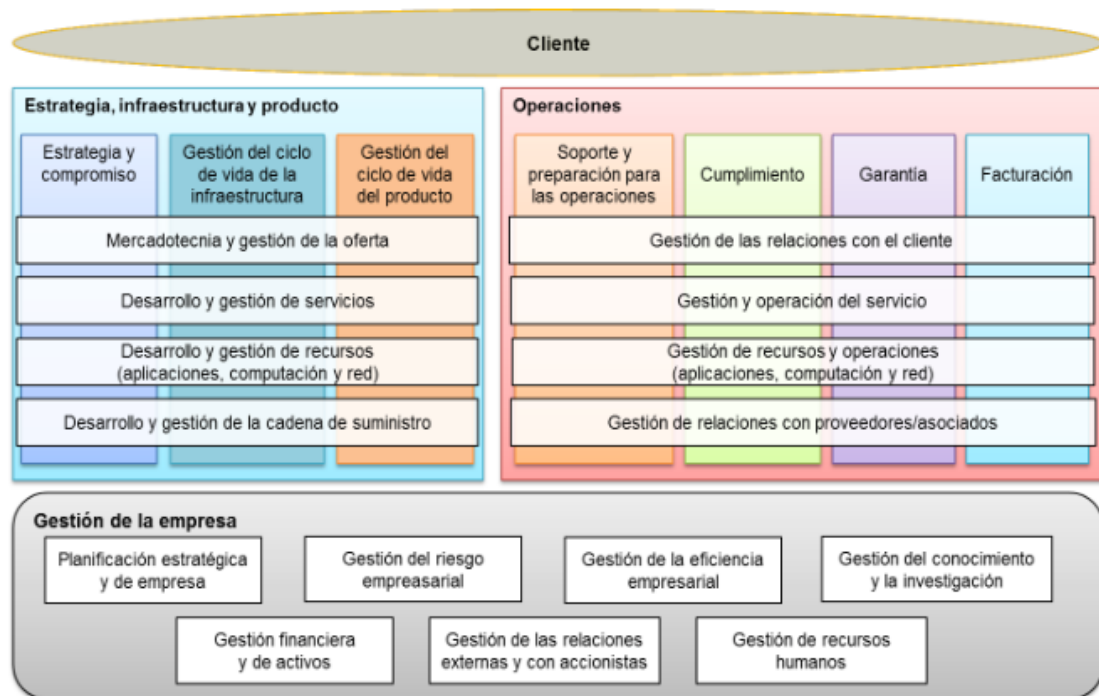 Cliente
Estrategia, infraestructura y producto
Estrategia y
compromiso
Gestión del ciclo
de vida de la
infraestructura
Gestión del
ciclo de vida
del producto
Mercadotecnia y gestión de la oferta
Desarrollo y gestión de servicios
Desarrollo y gestión de recursos
(aplicaciones, computación y red)
Desarrollo y gestión de la cadena de suministro
Operaciones
Soporte y
preparación para
las operaciones
Cumplimiento
Garantía
Facturación
Gestión de las relaciones con el cliente
Gestión y operación del servicio
Gestión de recursos y operaciones
(aplicaciones, computación y red)
Gestión de relaciones con proveedores/asociados
Gestión de la empresa
Planificación estratégica
y de empresa
Gestión del riesgo
empreasarial
Gestión de la eficiencia
empresarial
Gestión del conocimiento
y la investigación
Gestión financiera
y de activos
Gestión de las relaciones
externas y con accionistas
Gestión de recursos
humanos